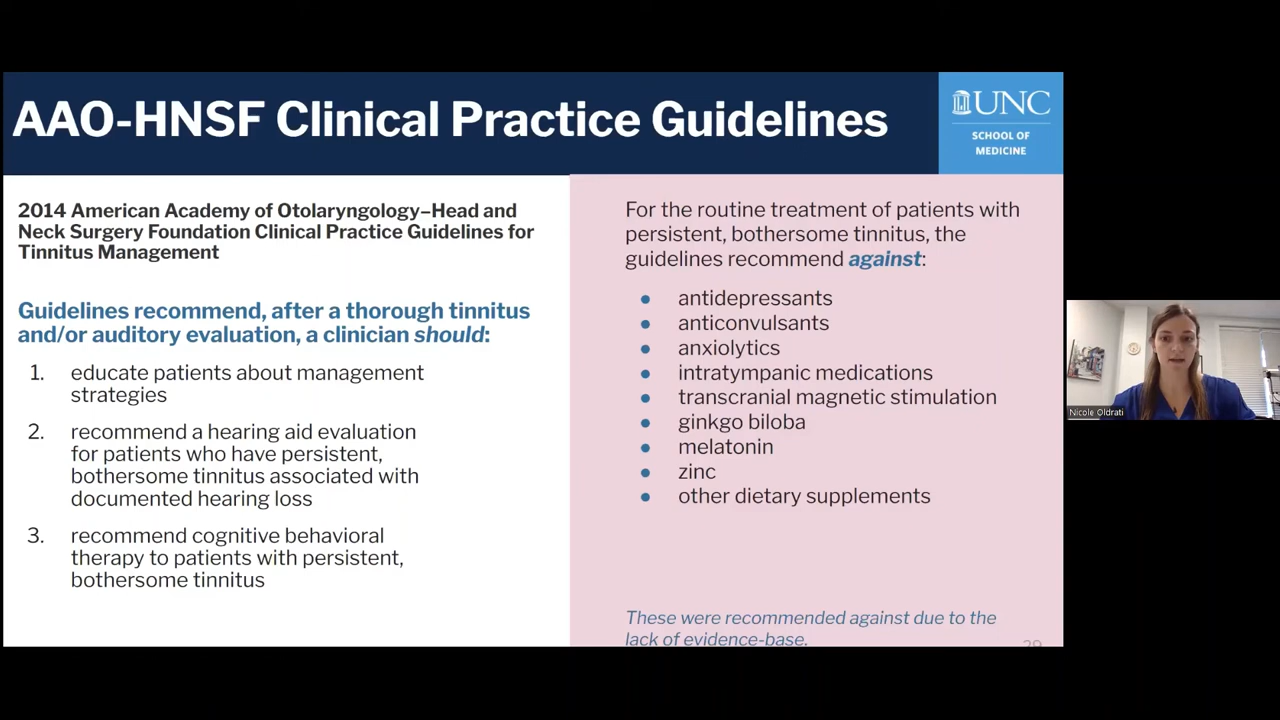 AAO-HNSF Clinical Practice Guidelines
UNC
SCHOOL OF
MEDICINE
2014 American Academy of Otolaryngology–Head and
Neck Surgery Foundation Clinical Practice Guidelines for
Tinnitus Management
Guidelines recommend, after a thorough tinnitus
and/or auditory evaluation, a clinician should:
1. educate patients about management
strategies
2. recommend a hearing aid evaluation
for patients who have persistent,
bothersome tinnitus associated with
documented hearing loss
3. recommend cognitive behavioral
therapy to patients with persistent,
bothersome tinnitus
For the routine treatment of patients with
persistent, bothersome tinnitus, the
guidelines recommend against:
● antidepressants
● anticonvulsants
● anxiolytics
● intratympanic medications
● transcranial magnetic stimulation
● ginkgo biloba
● melatonin
● zinc
● other dietary supplements
These were recommended against due to the
lack of evidence-base.
Nicole Oldrati